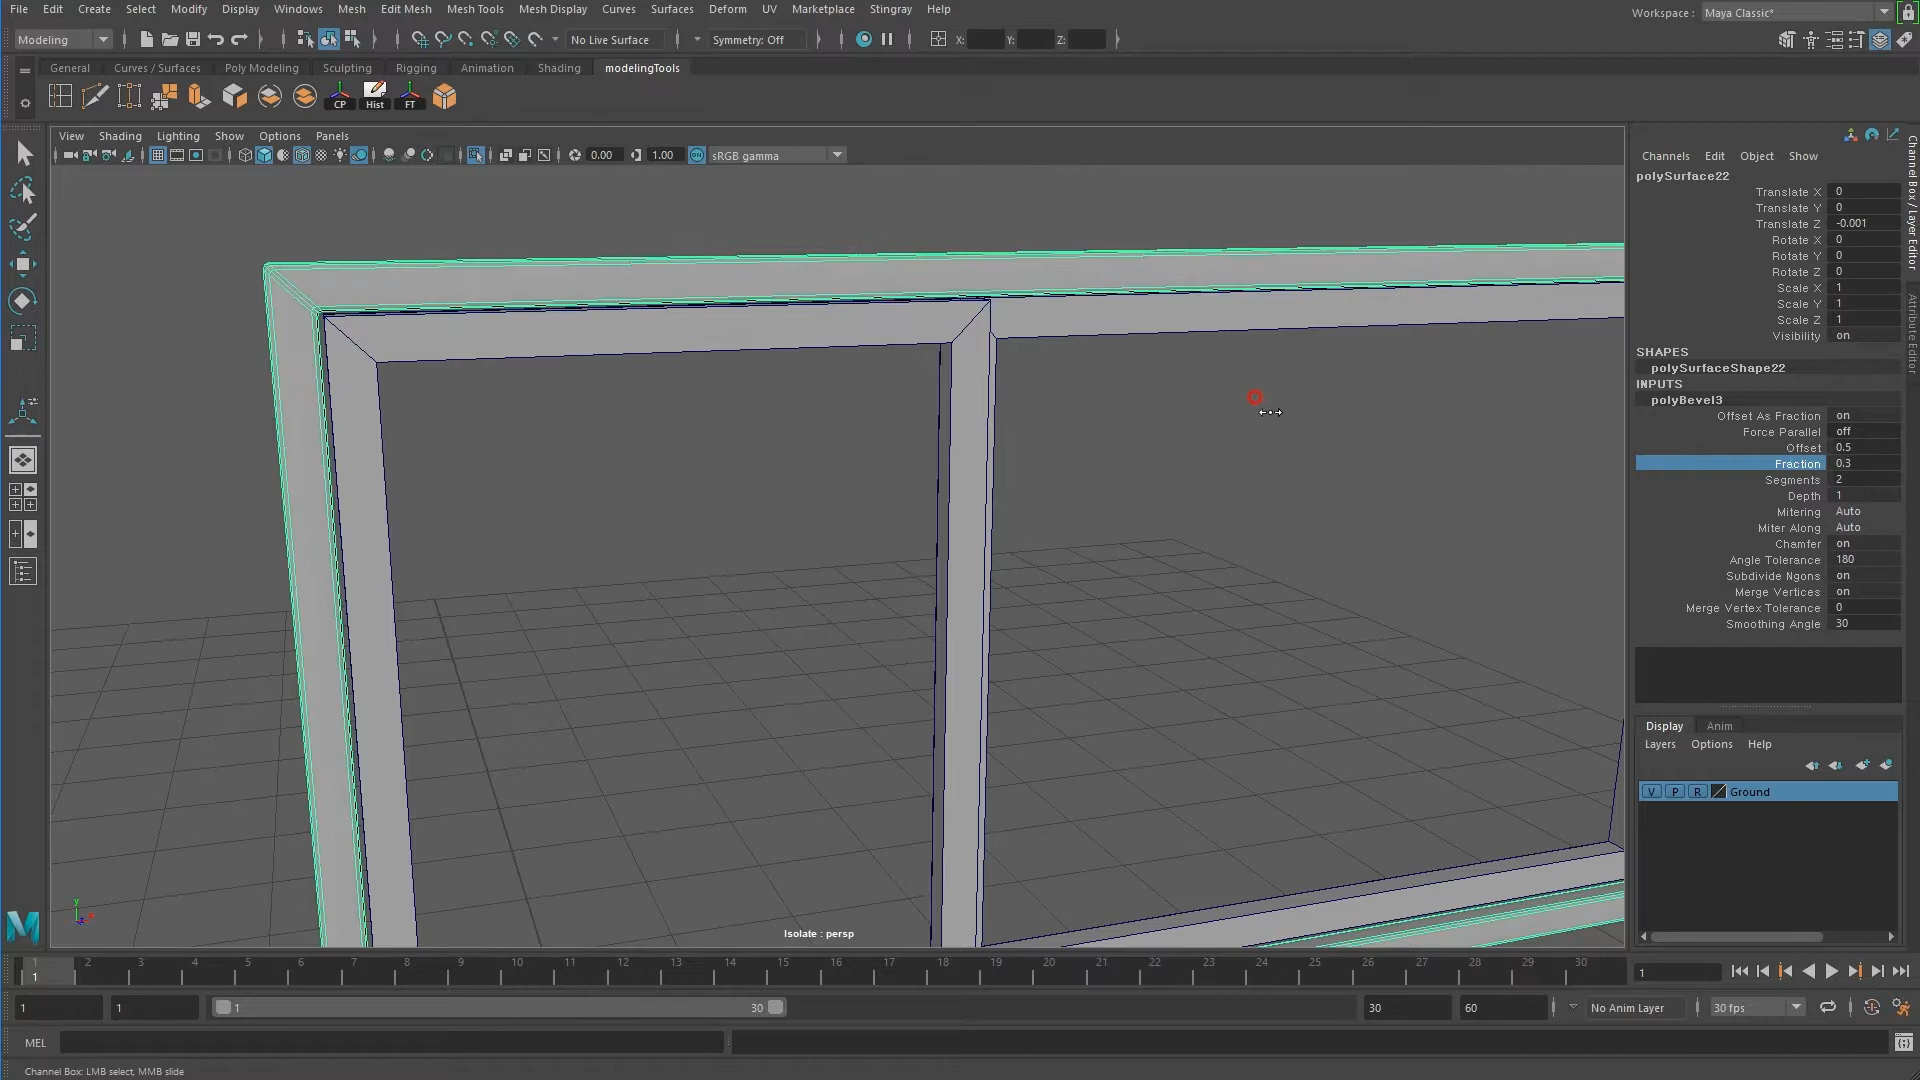 File Edit Create Select Modify Display Windows Mesh Edit Mesh Mesh Tools Mesh Display Curves Surfaces Deform UV Marketplace Arnold Stingray Help
Workspace : Maya Classic*
Modeling No Live Surface Symmetry: Off X: Y: Z:
General Curves / Surfaces Poly Modeling Sculpting Rigging Animation Shading modelingTools
CP Hist FT
View Shading Lighting Show Options Panels
0.00 1.00 sRGB gamma
Channels Edit Object Show
polySurface22
Translate X 0
Translate Y 0
Translate Z -0.001
Rotate X 0
Rotate Y 0
Rotate Z 0
Scale X 1
Scale Y 1
Scale Z 1
Visibility on
SHAPES
polySurfaceShape22
INPUTS
polyBevel3
Offset As Fraction on
Force Parallel off
Offset 0.5
Fraction 0.3
Segments 2
Depth 1
Mitering Auto
Miter Along Auto
Chamfer on
Angle Tolerance 180
Subdivide Ngons on
Merge Vertices on
Merge Vertex Tolerance 0
Smoothing Angle 30
Channel Box / Layer Editor
Attribute Editor
Display Anim
Layers Options Help
V P R Ground
y
Isolate : persp
1 2 3 4 5 6 7 8 9 10 11 12 13 14 15 16 17 18 19 20 21 22 23 24 25 26 27 28 29 30
1 1
1 1 1 30 30 60 No Anim Layer 30 fps
MEL
Channel Box: LMB select, MMB slide